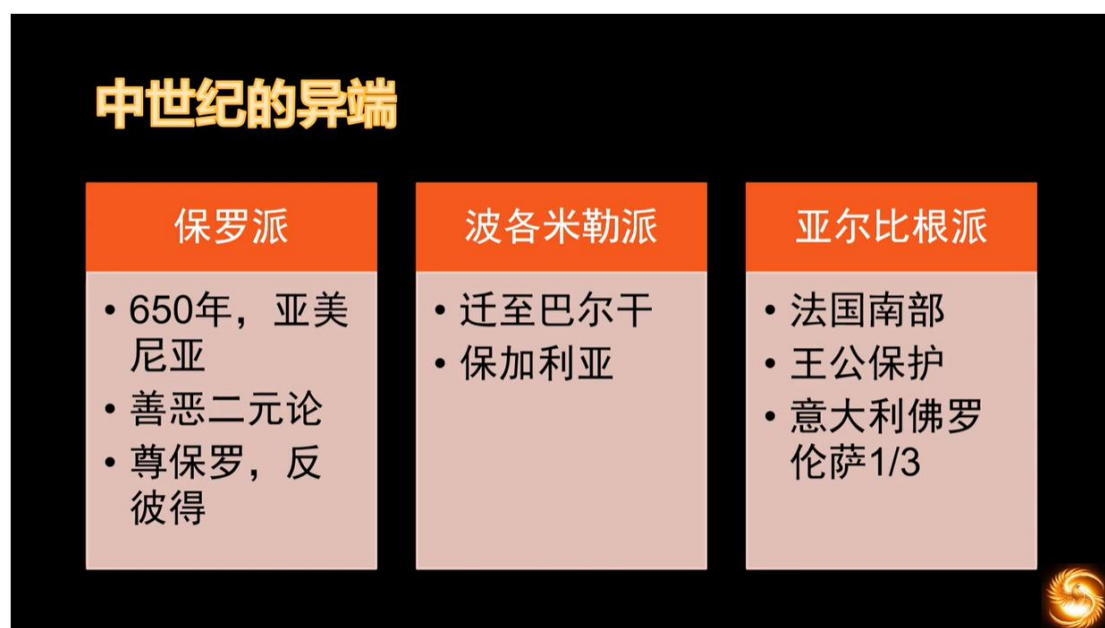 中世纪的异端
保罗派
• 650年，亚美
尼亚
• 善恶二元论
• 尊保罗，反
彼得
波各米勒派
• 迁至巴尔干
• 保加利亚
亚尔比根派
• 法国南部
• 王公保护
• 意大利佛罗
伦萨1/3